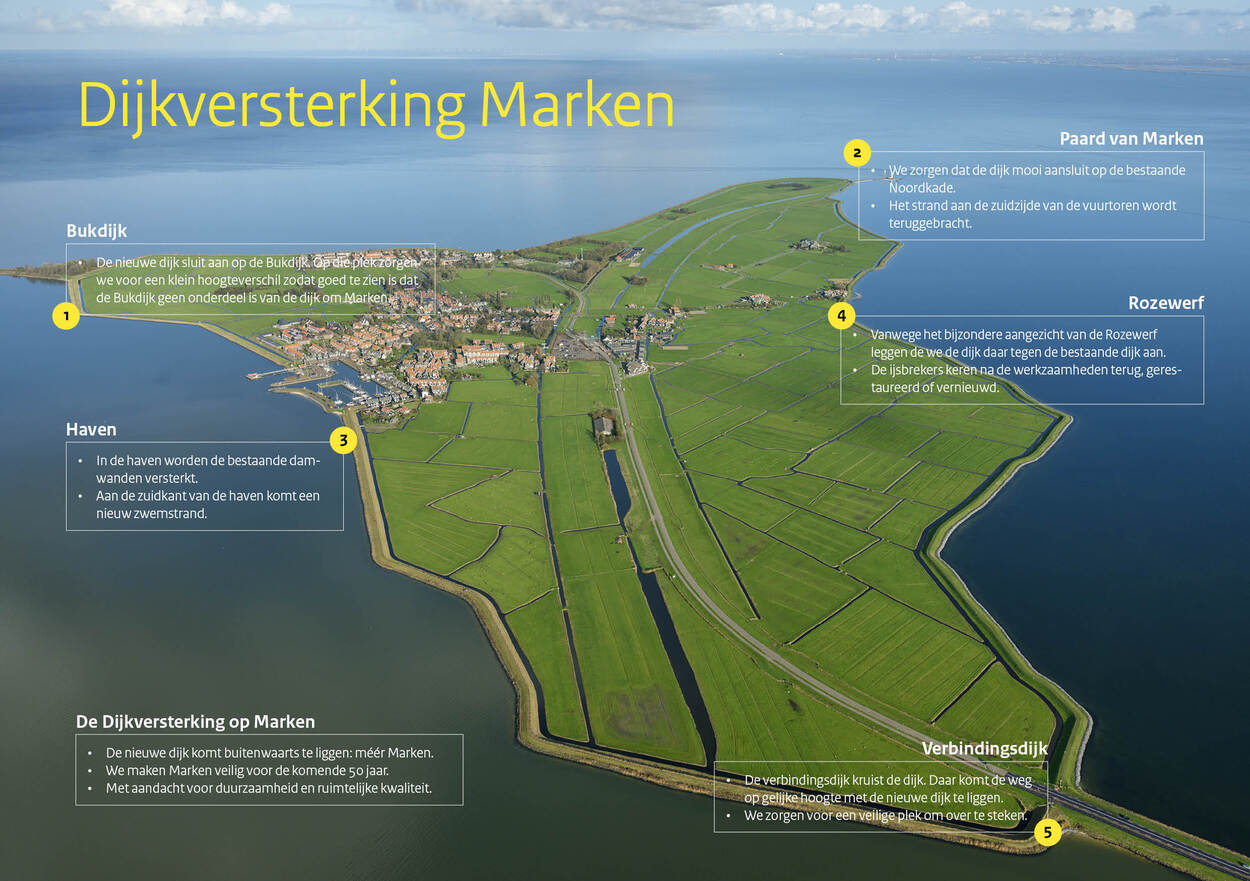 Dijkversterking Marken
Paard van Marken
2
• We zorgen dat de dijk mooi aansluit op de bestaande
Noordkade.
• Het strand aan de zuidzijde van de vuurtoren wordt
teruggebracht.
Bukdijk
• De nieuwe dijk sluit aan op de Bukdijk. Op die plek zorgen
we voor een klein hoogteverschil zodat goed te zien is dat
de Bukdijk geen onderdeel is van de dijk om Marken.
1
Rozewerf
4
• Vanwege het bijzondere aangezicht van de Rozewerf
leggen de we de dijk daar tegen de bestaande dijk aan.
• De ijsbrekers keren na de werkzaamheden terug, geres-
taureerd of vernieuwd.
Haven
3
• In de haven worden de bestaande dam-
wanden versterkt.
• Aan de zuidkant van de haven komt een
nieuw zwemstrand.
De Dijkversterking op Marken
• De nieuwe dijk komt buitenwaarts te liggen: méér Marken.
• We maken Marken veilig voor de komende 50 jaar.
• Met aandacht voor duurzaamheid en ruimtelijke kwaliteit.
Verbindingsdijk
• De verbindingsdijk kruist de dijk. Daar komt de weg
op gelijke hoogte met de nieuwe dijk te liggen.
• We zorgen voor een veilige plek om over te steken.
5